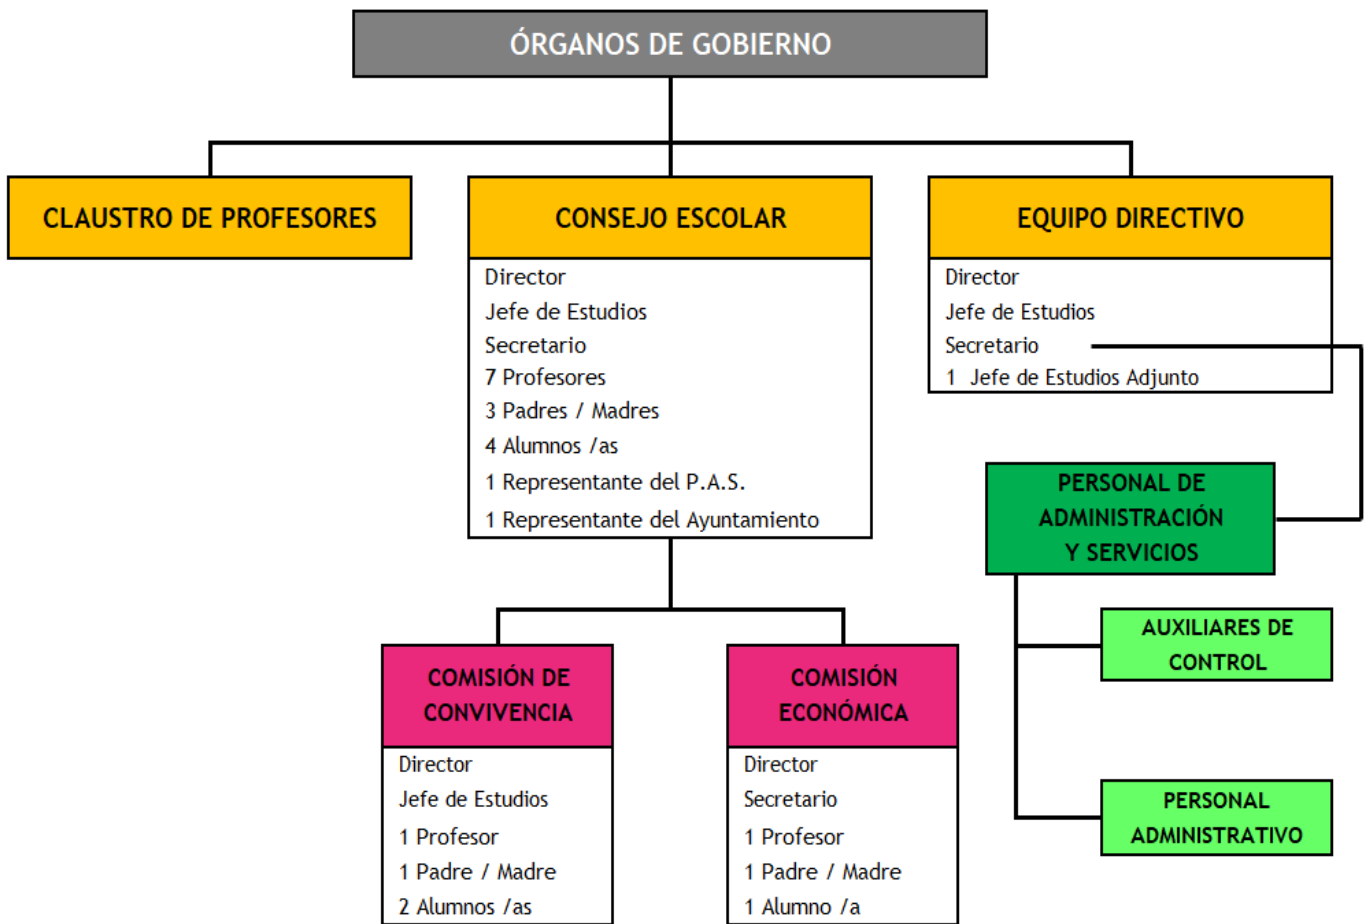 ÓRGANOS DE GOBIERNO
CLAUSTRO DE PROFESORES
CONSEJO ESCOLAR
Director
Jefe de Estudios
Secretario
7 Profesores
3 Padres / Madres
4 Alumnos /as
1 Representante del P.A.S.
1 Representante del Ayuntamiento
EQUIPO DIRECTIVO
Director
Jefe de Estudios
Secretario
1 Jefe de Estudios Adjunto
PERSONAL DE
ADMINISTRACIÓN
Y SERVICIOS
AUXILIARES DE
CONTROL
PERSONAL
ADMINISTRATIVO
COMISIÓN DE
CONVIVENCIA
Director
Jefe de Estudios
1 Profesor
1 Padre / Madre
2 Alumnos /as
COMISIÓN
ECONÓMICA
Director
Secretario
1 Profesor
1 Padre / Madre
1 Alumno /a